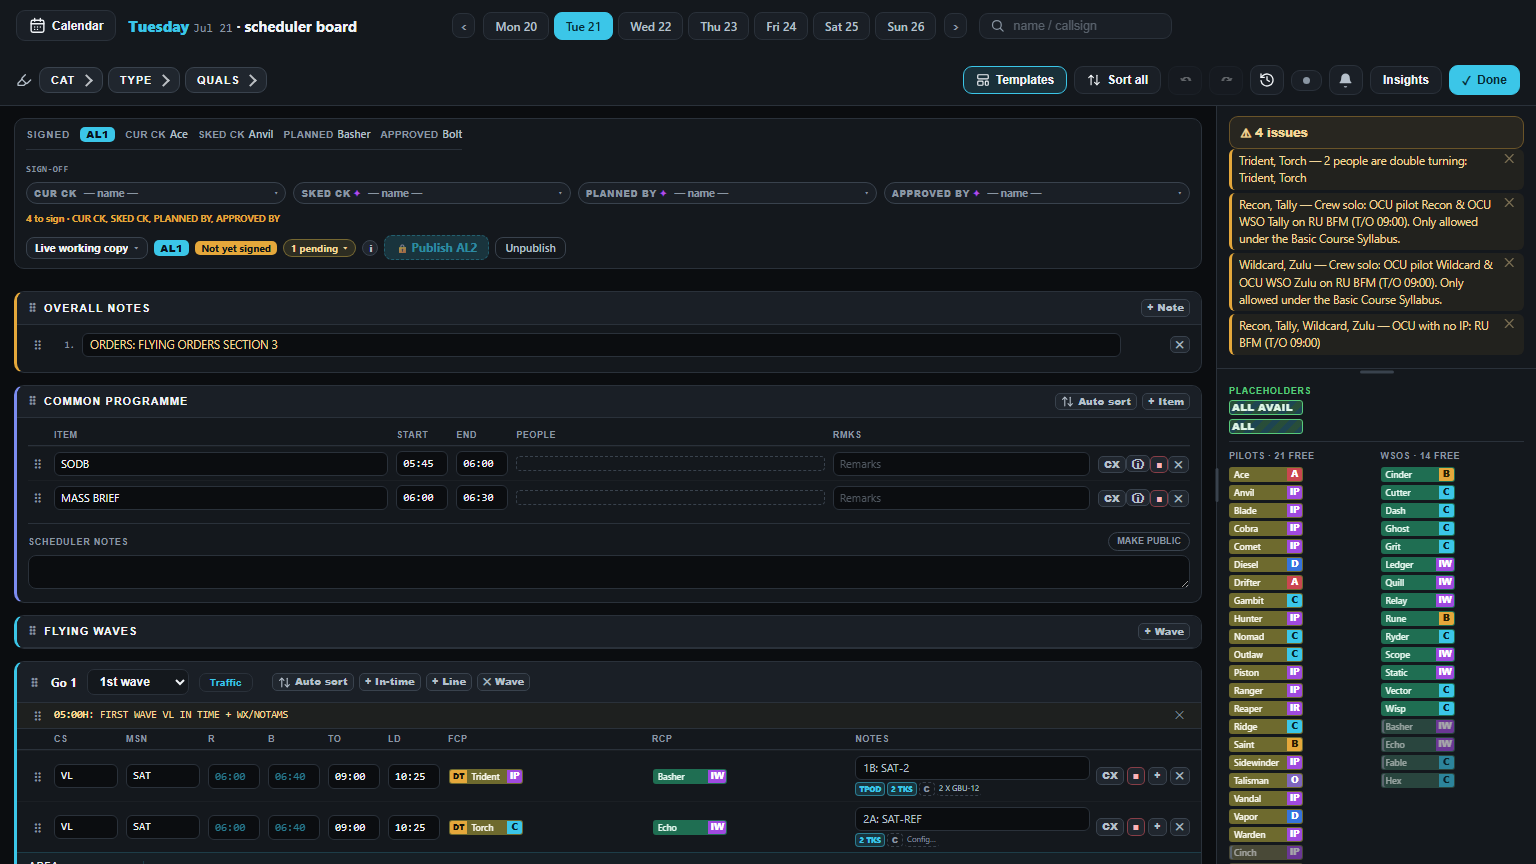 Calendar
Tuesday Jul 21 · scheduler board
‹ Mon 20 Tue 21 Wed 22 Thu 23 Fri 24 Sat 25 Sun 26 ›
name / callsign
CAT TYPE QUALS
Templates Sort all Insights ✓ Done
SIGNED AL1 CUR CK Ace SKED CK Anvil PLANNED Basher APPROVED Bolt
SIGN-OFF
CUR CK — name — SKED CK ✦ — name — PLANNED BY ✦ — name — APPROVED BY ✦ — name —
4 to sign · CUR CK, SKED CK, PLANNED BY, APPROVED BY
Live working copy AL1 Not yet signed 1 pending i Publish AL2 Unpublish
OVERALL NOTES + Note
1. ORDERS: FLYING ORDERS SECTION 3 ✕
COMMON PROGRAMME Auto sort + Item
ITEM START END PEOPLE RMKS
SODB 05:45 06:00 Remarks CX ✕
MASS BRIEF 06:00 06:30 Remarks CX ✕
SCHEDULER NOTES MAKE PUBLIC
FLYING WAVES + Wave
Go 1 1st wave Traffic Auto sort + In-time + Line ✕ Wave
05:00H: FIRST WAVE VL IN TIME + WX/NOTAMS
CS MSN R B TO LD FCP RCP NOTES
VL SAT 06:00 06:40 09:00 10:25 DT Trident IP Basher IW 1B: SAT-2 CX + ✕
TPOD 2 TKS C 2 X GBU-12
VL SAT 06:00 06:40 09:00 10:25 DT Torch C Echo IW 2A: SAT-REF CX + ✕
2 TKS C Config...
⚠ 4 issues
Trident, Torch — 2 people are double turning:
Trident, Torch
Recon, Tally — Crew solo: OCU pilot Recon & OCU
WSO Tally on RU BFM (T/O 09:00). Only allowed
under the Basic Course Syllabus.
Wildcard, Zulu — Crew solo: OCU pilot Wildcard &
OCU WSO Zulu on RU BFM (T/O 09:00). Only
allowed under the Basic Course Syllabus.
Recon, Tally, Wildcard, Zulu — OCU with no IP: RU
BFM (T/O 09:00)
PLACEHOLDERS
ALL AVAIL
ALL
PILOTS · 21 FREE
Ace A
Anvil IP
Blade IP
Cobra IP
Comet IP
Diesel D
Drifter A
Gambit C
Hunter IP
Nomad C
Outlaw C
Piston IP
Ranger IP
Reaper IR
Ridge C
Saint B
Sidewinder IP
Talisman O
Vandal IP
Vapor D
Warden IP
Cinch IP
WSOS · 14 FREE
Cinder B
Cutter C
Dash C
Ghost C
Grit C
Ledger IW
Quill IW
Relay IW
Rune B
Ryder C
Scope IW
Static IW
Vector C
Wisp C
Basher IW
Echo IW
Fable C
Hex C